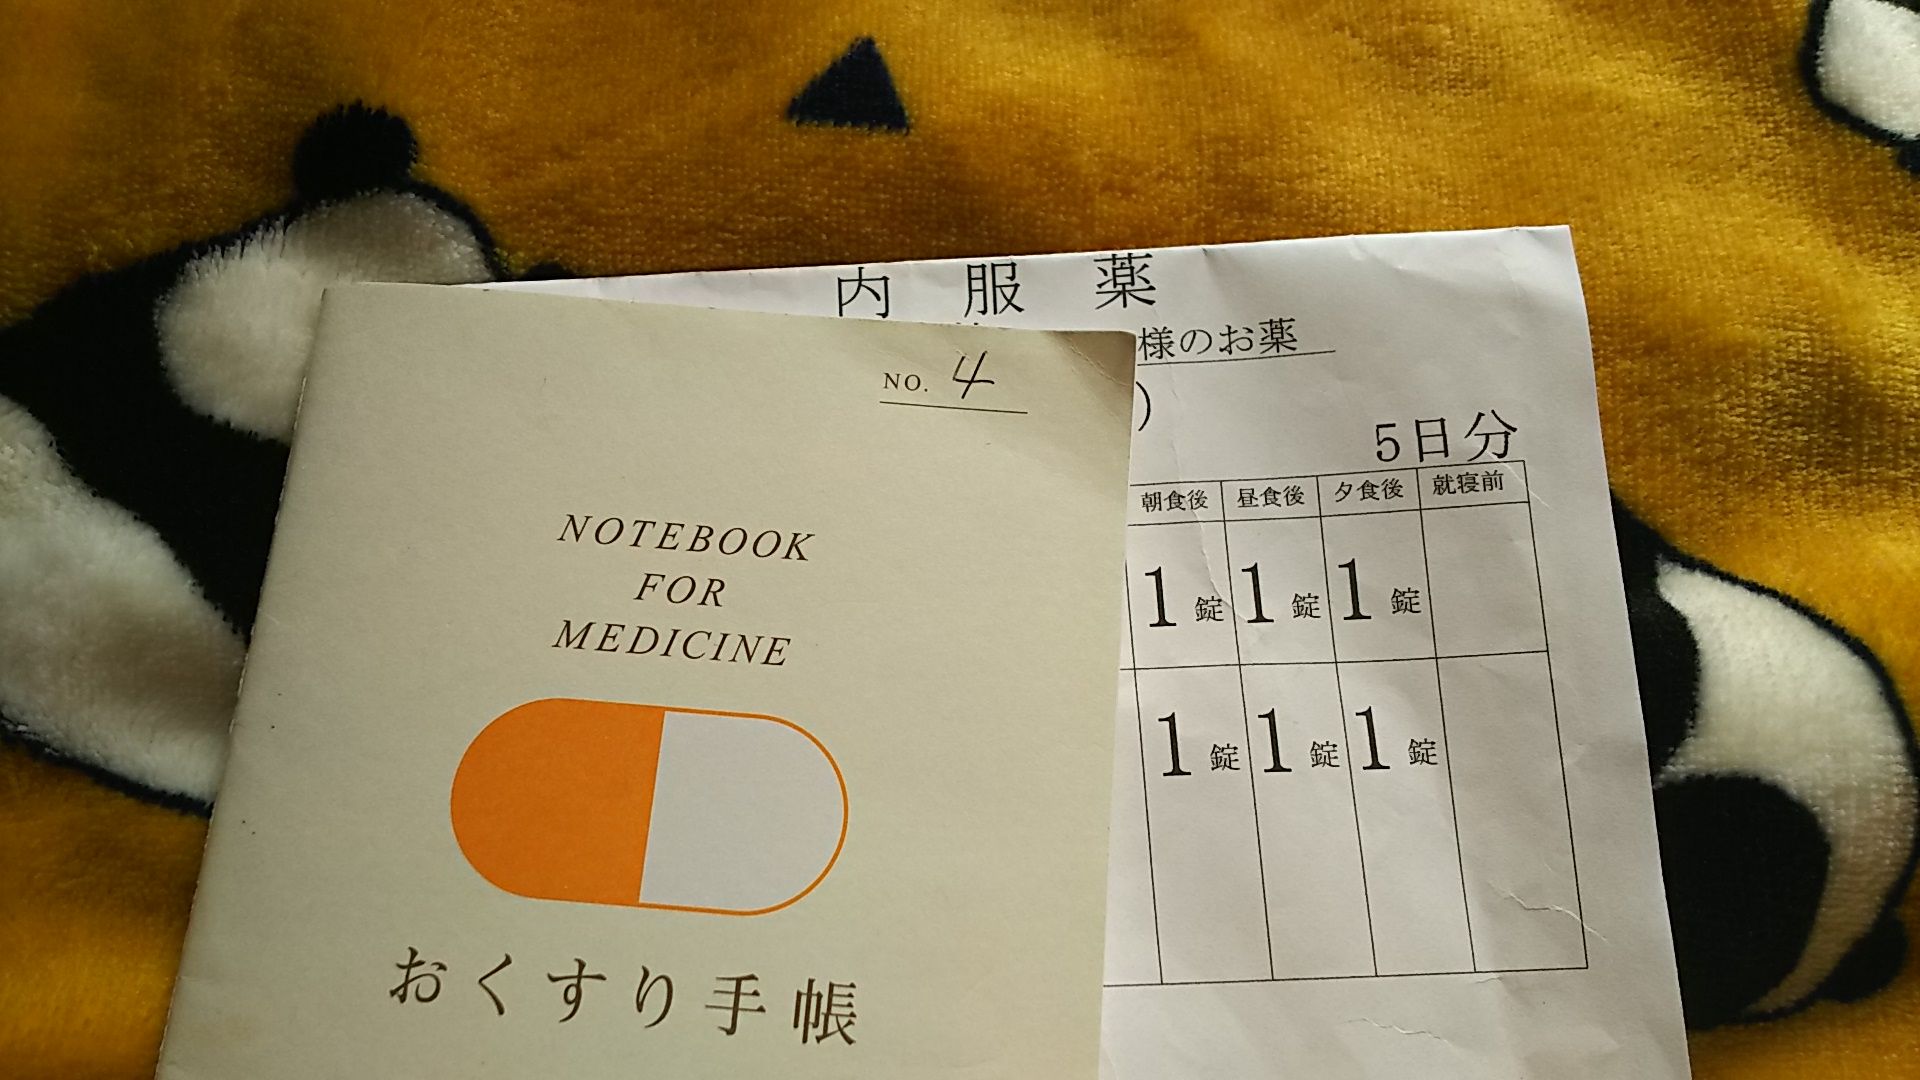 内服薬
様のお薬
)
5日分
朝食後 昼食後 夕食後 就寝前
1錠 1錠 1錠
1錠 1錠 1錠
NO. 4
NOTEBOOK
FOR
MEDICINE
おくすり手帳